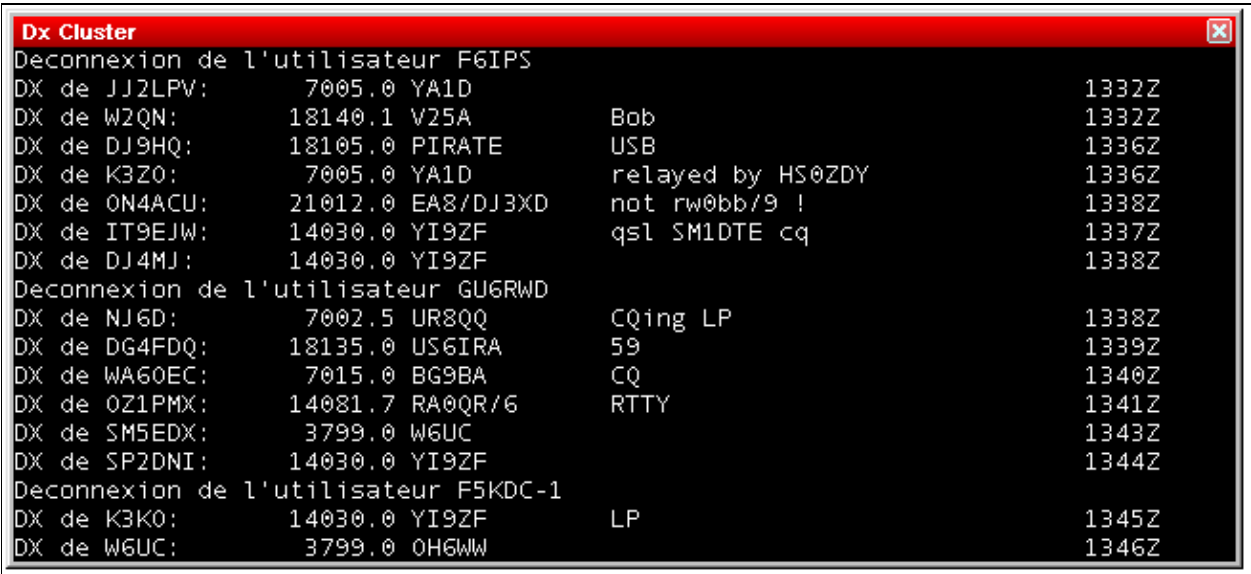 Dx Cluster
Deconnexion de l'utilisateur F6IPS
DX de JJ2LPV: 7005.0 YA1D 1332Z
DX de W2QN: 18140.1 V25A Bob 1332Z
DX de DJ9HQ: 18105.0 PIRATE USB 1336Z
DX de K3ZO: 7005.0 YA1D relayed by HS0ZDY 1336Z
DX de ON4ACU: 21012.0 EA8/DJ3XD not rw0bb/9 ! 1338Z
DX de IT9EJW: 14030.0 YI9ZF qsl SM1DTE cq 1337Z
DX de DJ4MJ: 14030.0 YI9ZF 1338Z
Deconnexion de l'utilisateur GU6RWD
DX de NJ6D: 7002.5 UR8QQ CQing LP 1338Z
DX de DG4FDQ: 18135.0 US6IRA 59 1339Z
DX de WA6OEC: 7015.0 BG9BA CQ 1340Z
DX de OZ1PMX: 14081.7 RA0QR/6 RTTY 1341Z
DX de SM5EDX: 3799.0 W6UC 1343Z
DX de SP2DNI: 14030.0 YI9ZF 1344Z
Deconnexion de l'utilisateur F5KDC-1
DX de K3KO: 14030.0 YI9ZF LP 1345Z
DX de W6UC: 3799.0 OH6WW 1346Z